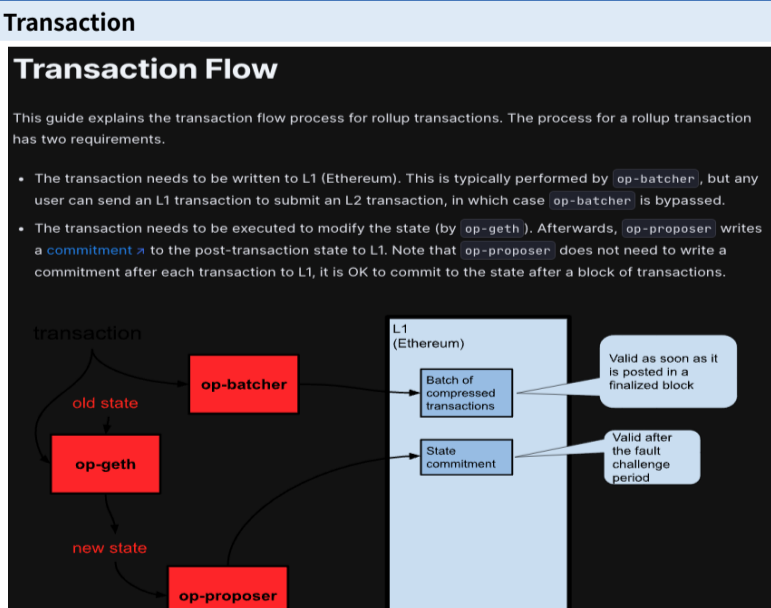 Transaction
Transaction Flow
This guide explains the transaction flow process for rollup transactions. The process for a rollup transaction
has two requirements.
• The transaction needs to be written to L1 (Ethereum). This is typically performed by op-batcher, but any
user can send an L1 transaction to submit an L2 transaction, in which case op-batcher is bypassed.
• The transaction needs to be executed to modify the state (by op-geth). Afterwards, op-proposer writes
a commitment ↗ to the post-transaction state to L1. Note that op-proposer does not need to write a
commitment after each transaction to L1, it is OK to commit to the state after a block of transactions.
transaction
L1
(Ethereum)
op-batcher
Batch of
compressed
transactions
Valid as soon as it
is posted in a
finalized block
old state
op-geth
State
commitment
Valid after
the fault
challenge
period
new state
op-proposer